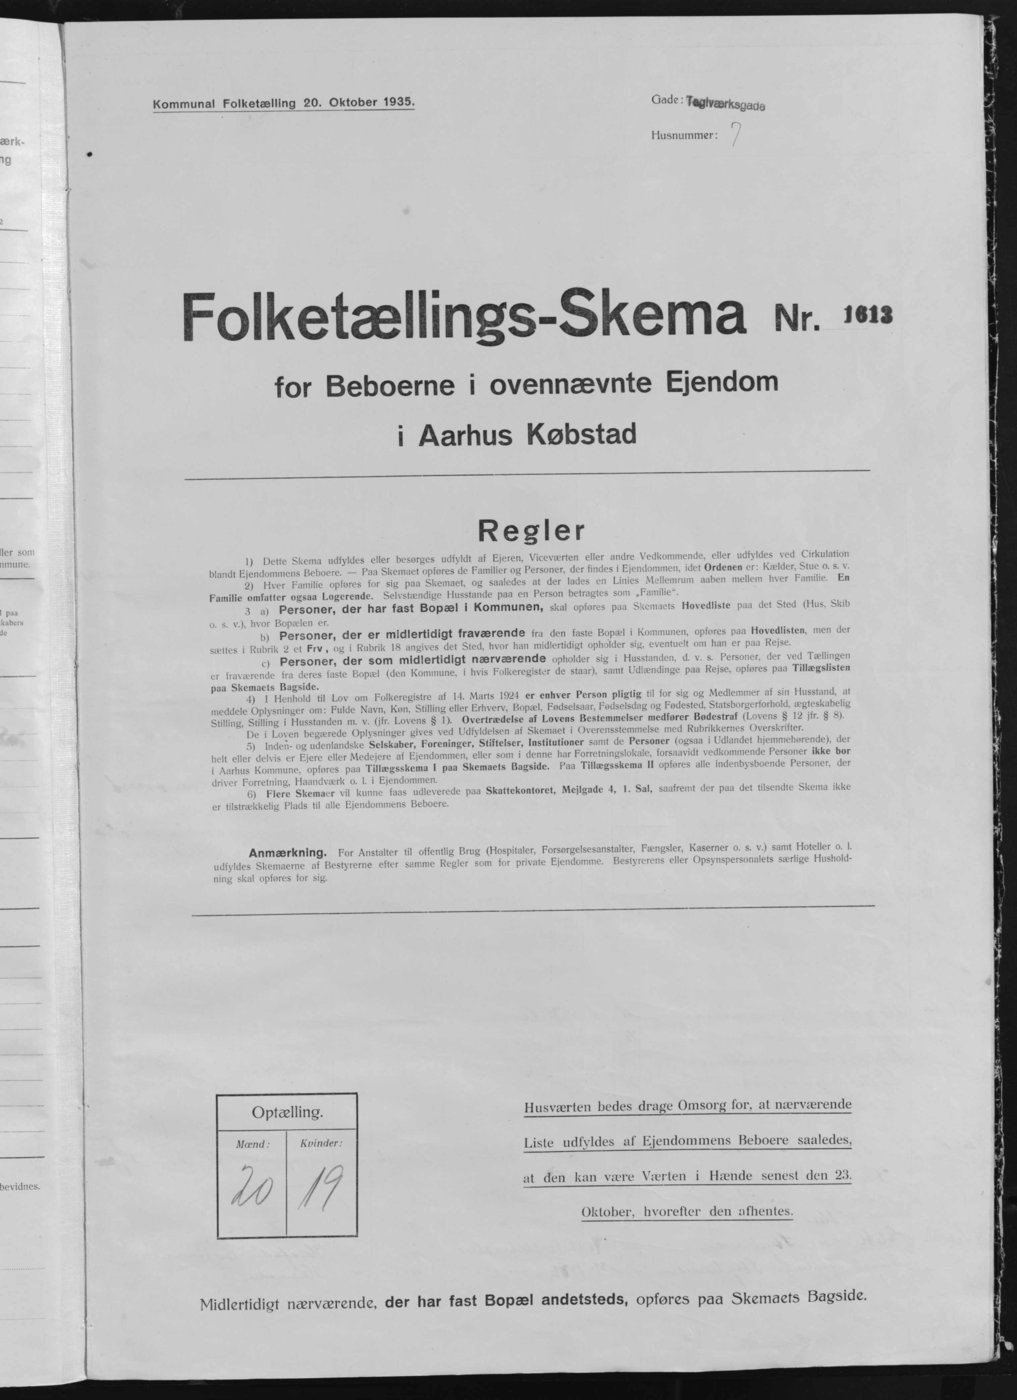 Kommunal Folketælling 20. Oktober 1935.
Gade: Teglværksgade
Husnummer: 7
Folketællings-Skema Nr. 1613
for Beboerne i ovennævnte Ejendom
i Aarhus Købstad
Regler
1) Dette Skema udfyldes eller besørges udfyldt af Ejeren, Viceværten eller andre Vedkommende, eller udfyldes ved Cirkulation
blandt Ejendommens Beboere. — Paa Skemaet opføres de Familier og Personer, der findes i Ejendommen, idet Ordenen er: Kælder, Stue o. s. v.
2) Hver Familie opføres for sig paa Skemaet, og saaledes at der lades en Linies Mellemrum aaben mellem hver Familie. En
Familie omfatter ogsaa Logerende. Selvstændige Husstande paa en Person betragtes som „Familie“.
3 a) Personer, der har fast Bopæl i Kommunen, skal opføres paa Skemaets Hovedliste paa det Sted (Hus, Skib
o. s. v.), hvor Bopælen er.
b) Personer, der er midlertidigt fraværende fra den faste Bopæl i Kommunen, opføres paa Hovedlisten, men der
sættes i Rubrik 2 et Frv, og i Rubrik 18 angives det Sted, hvor han midlertidigt opholder sig, eventuelt om han er paa Rejse.
c) Personer, der som midlertidigt nærværende opholder sig i Husstanden, d. v. s. Personer, der ved Tællingen
er fraværende fra deres faste Bopæl (den Kommune, i hvis Folkeregister de staar), samt Udlændinge paa Rejse, opføres paa Tillægslisten
paa Skemaets Bagside.
4) I Henhold til Lov om Folkeregistre af 14. Marts 1924 er enhver Person pligtig til for sig og Medlemmer af sin Husstand, at
meddele Oplysninger om: Fulde Navn, Køn, Stilling eller Erhverv, Bopæl, Fødselsaar, Fødselsdag og Fødested, Statsborgerforhold, ægteskabelig
Stilling, Stilling i Husstanden m. v. (jfr. Lovens § 1). Overtrædelse af Lovens Bestemmelser medfører Bødestraf (Lovens § 12 jfr. § 8).
De i Loven begærede Oplysninger gives ved Udfyldelsen af Skemaet i Overensstemmelse med Rubrikkernes Overskrifter.
5) Inden- og udenlandske Selskaber, Foreninger, Stiftelser, Institutioner samt de Personer (ogsaa i Udlandet hjemmehørende), der
helt eller delvis er Ejere eller Medejere af Ejendommen, eller som i denne har Forretningslokale, forsaavidt vedkommende Personer ikke bor
i Aarhus Kommune, opføres paa Tillægsskema I paa Skemaets Bagside. Paa Tillægsskema II opføres alle indenbysboende Personer, der
driver Forretning, Haandværk o. l. i Ejendommen.
6) Flere Skemaer vil kunne faas udleverede paa Skattekontoret, Mejlgade 4, 1. Sal, saafremt der paa det tilsendte Skema ikke
er tilstrækkelig Plads til alle Ejendommens Beboere.
Anmærkning. For Anstalter til offentlig Brug (Hospitaler, Forsørgelsesanstalter, Fængsler, Kaserner o. s. v.) samt Hoteller o. l.
udfyldes Skemaerne af Bestyrerne efter samme Regler som for private Ejendomme. Bestyrerens eller Opsynspersonalets særlige Hushold-
ning skal opføres for sig.
Optælling.
Mænd: Kvinder:
20 19
Husværten bedes drage Omsorg for, at nærværende
Liste udfyldes af Ejendommens Beboere saaledes,
at den kan være Værten i Hænde senest den 23.
Oktober, hvorefter den afhentes.
Midlertidigt nærværende, der har fast Bopæl andetsteds, opføres paa Skemaets Bagside.